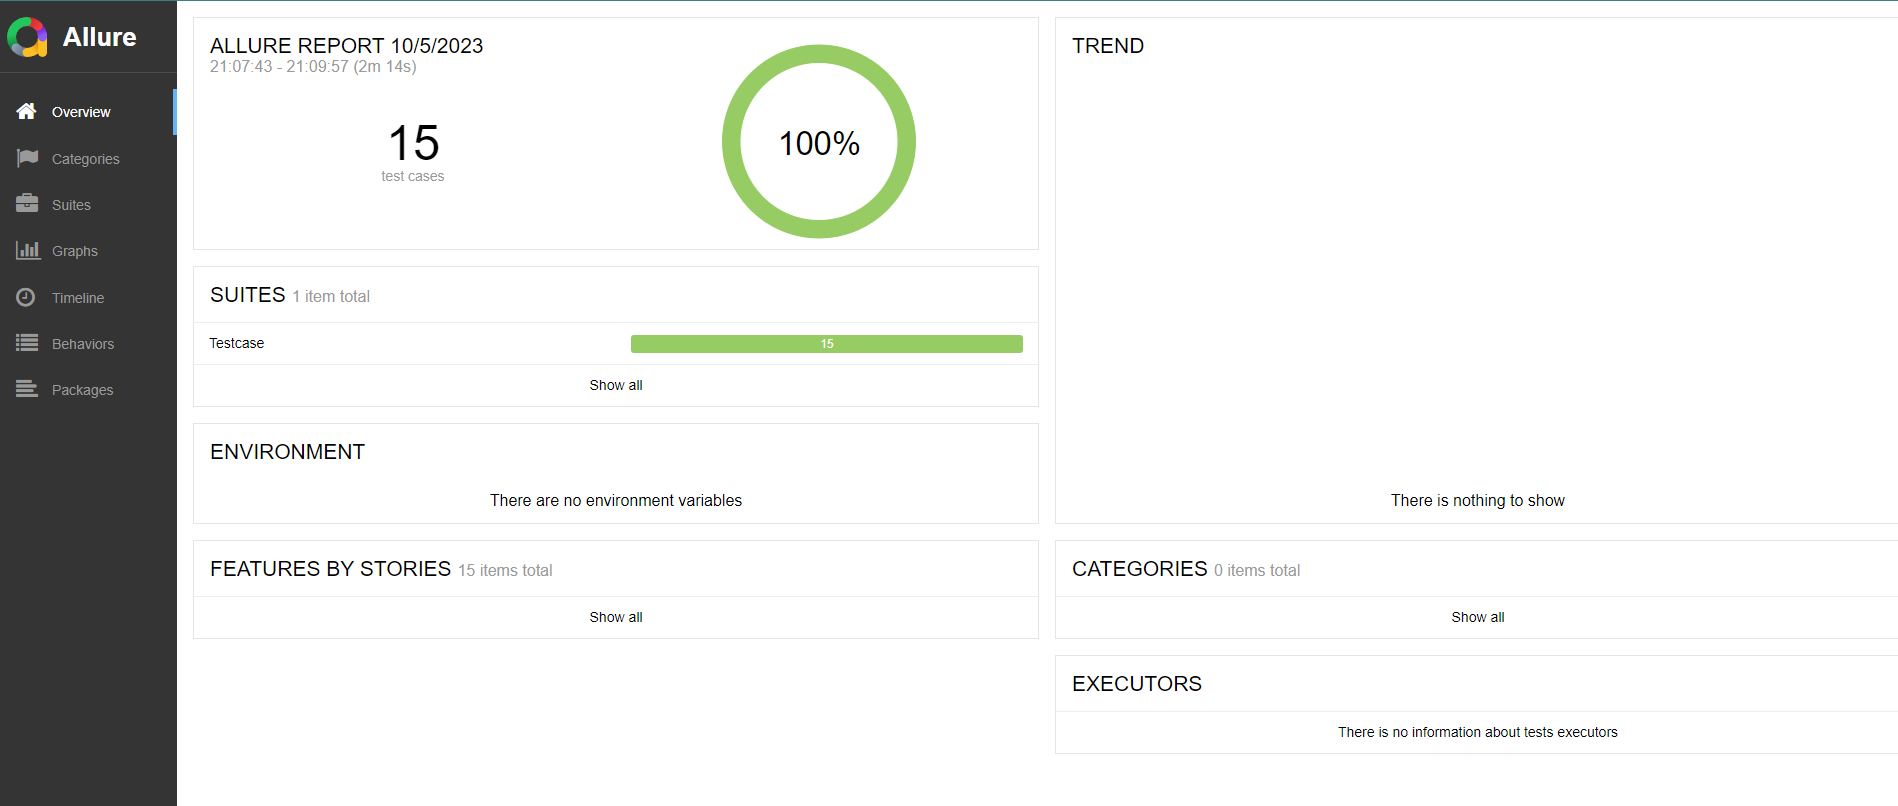 Allure
Overview
Categories
Suites
Graphs
Timeline
Behaviors
Packages
ALLURE REPORT 10/5/2023
21:07:43 - 21:09:57 (2m 14s)
15
test cases
100%
SUITES 1 item total
Testcase 15
Show all
ENVIRONMENT
There are no environment variables
FEATURES BY STORIES 15 items total
Show all
TREND
There is nothing to show
CATEGORIES 0 items total
Show all
EXECUTORS
There is no information about tests executors